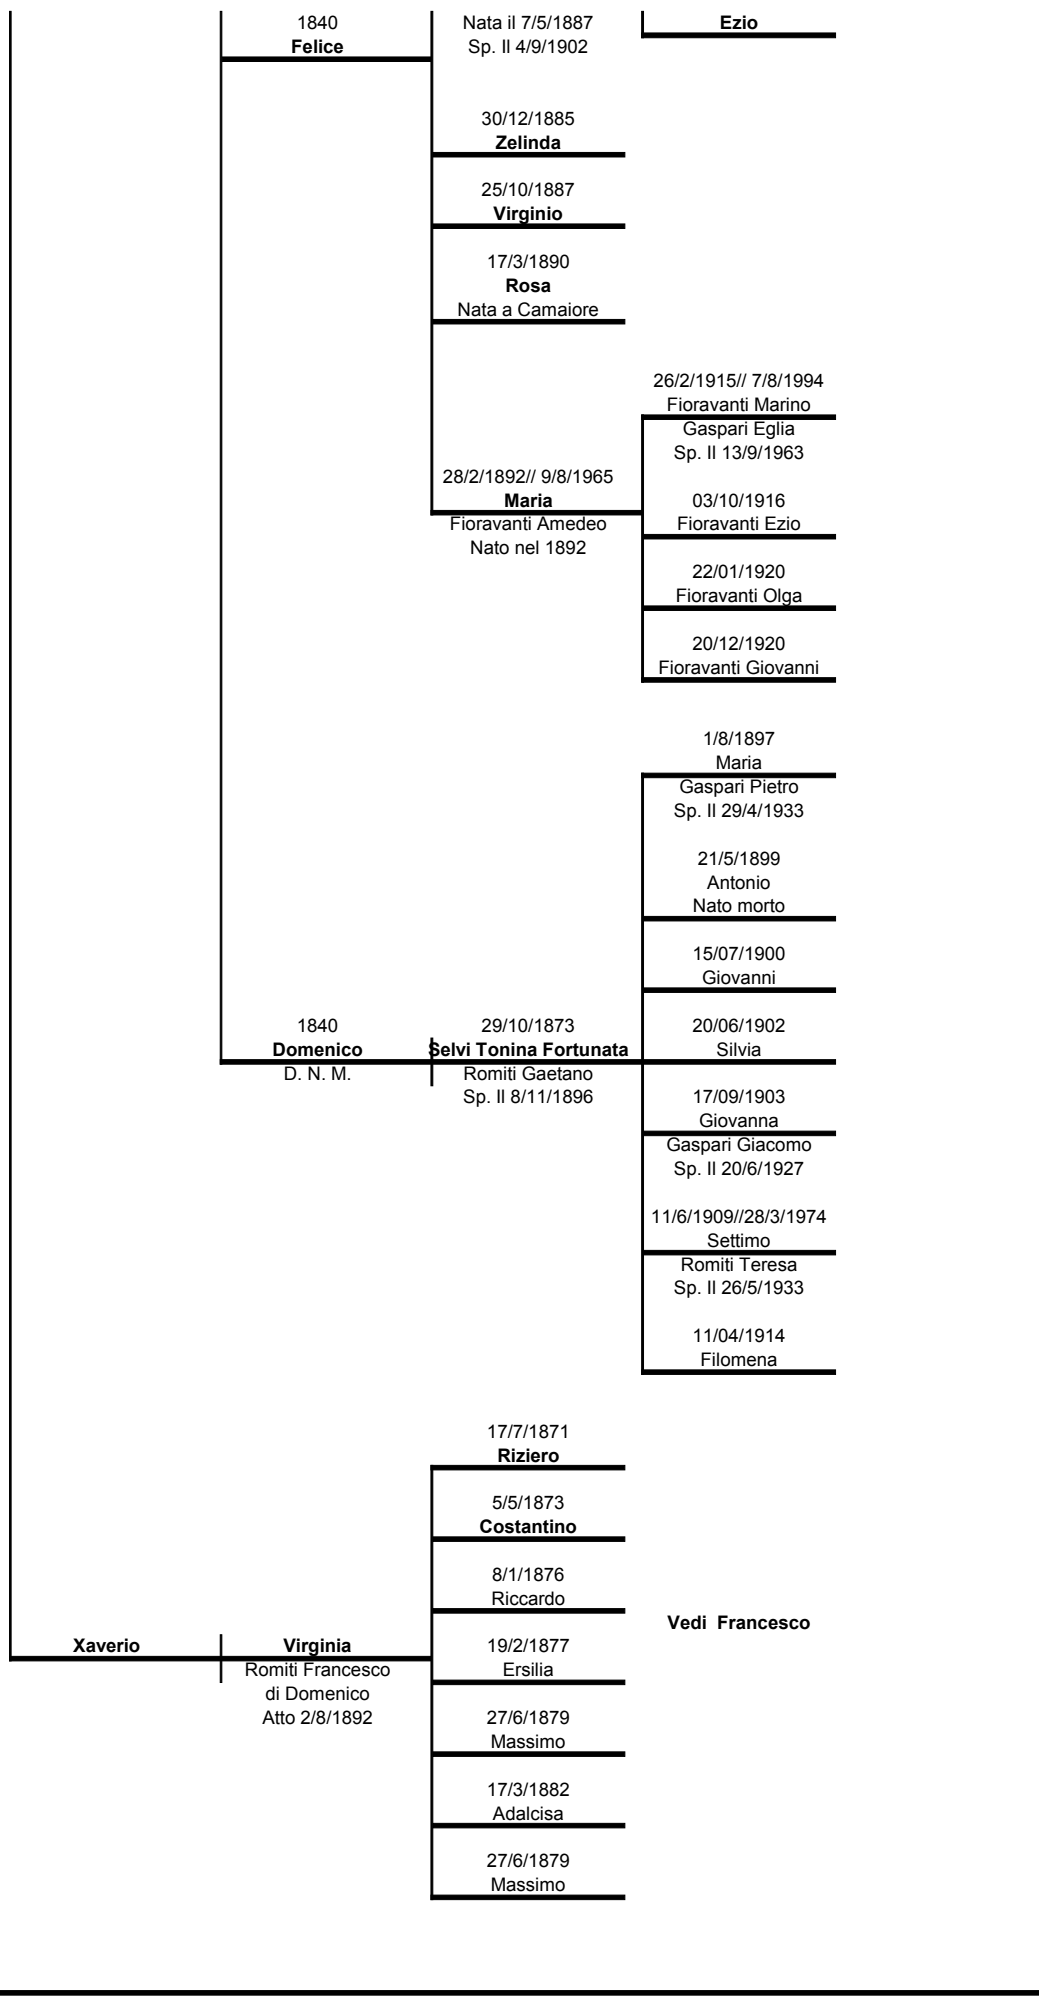 1840
Felice
Nata il 7/5/1887
Sp. Il 4/9/1902
Ezio
30/12/1885
Zelinda
25/10/1887
Virginio
17/3/1890
Rosa
Nata a Camaiore
28/2/1892// 9/8/1965
Maria
Fioravanti Amedeo
Nato nel 1892
26/2/1915// 7/8/1994
Fioravanti Marino
Gaspari Eglia
Sp. Il 13/9/1963
03/10/1916
Fioravanti Ezio
22/01/1920
Fioravanti Olga
20/12/1920
Fioravanti Giovanni
1840
Domenico
D. N. M.
29/10/1873
Selvi Tonina Fortunata
Romiti Gaetano
Sp. Il 8/11/1896
1/8/1897
Maria
Gaspari Pietro
Sp. Il 29/4/1933
21/5/1899
Antonio
Nato morto
15/07/1900
Giovanni
20/06/1902
Silvia
17/09/1903
Giovanna
Gaspari Giacomo
Sp. Il 20/6/1927
11/6/1909//28/3/1974
Settimo
Romiti Teresa
Sp. Il 26/5/1933
11/04/1914
Filomena
Xaverio
Virginia
Romiti Francesco
di Domenico
Atto 2/8/1892
17/7/1871
Riziero
5/5/1873
Costantino
8/1/1876
Riccardo
19/2/1877
Ersilia
27/6/1879
Massimo
17/3/1882
Adalcisa
27/6/1879
Massimo
Vedi  Francesco